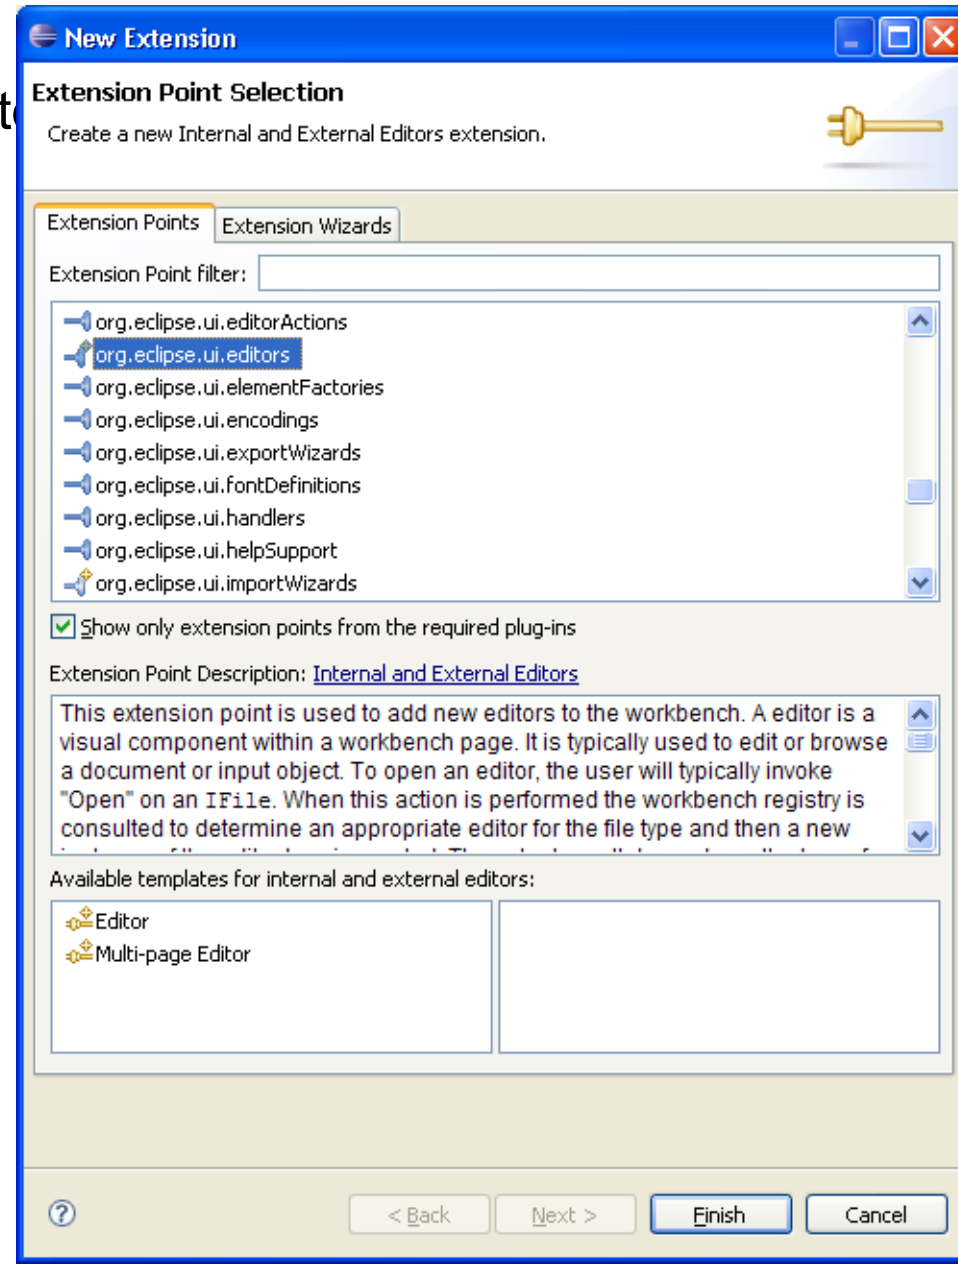 New Extension
Extension Point Selection
Create a new Internal and External Editors extension.
Extension Points
Extension Wizards
Extension Point filter:
org.eclipse.ui.editorActions
org.eclipse.ui.editors
org.eclipse.ui.elementFactories
org.eclipse.ui.encodings
org.eclipse.ui.exportWizards
org.eclipse.ui.fontDefinitions
org.eclipse.ui.handlers
org.eclipse.ui.helpSupport
org.eclipse.ui.importWizards
Show only extension points from the required plug-ins
Extension Point Description: Internal and External Editors
This extension point is used to add new editors to the workbench. A editor is a
visual component within a workbench page. It is typically used to edit or browse
a document or input object. To open an editor, the user will typically invoke
"Open" on an IFile. When this action is performed the workbench registry is
consulted to determine an appropriate editor for the file type and then a new
Available templates for internal and external editors:
Editor
Multi-page Editor
< Back
Next >
Finish
Cancel